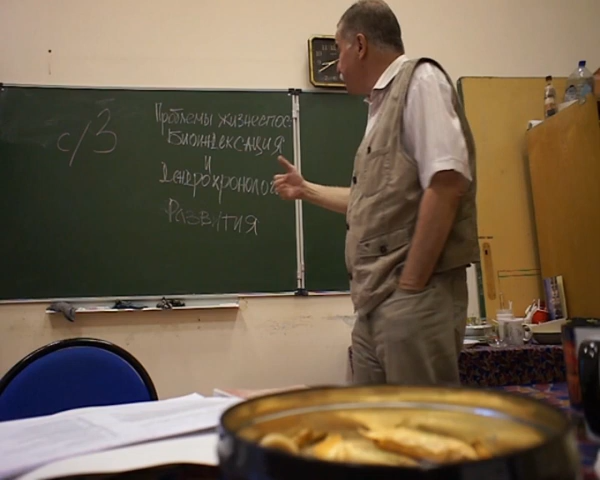 с/3
Проблемы жизнеспос
Биоиндексация
и
Дендрохронолог
Развития